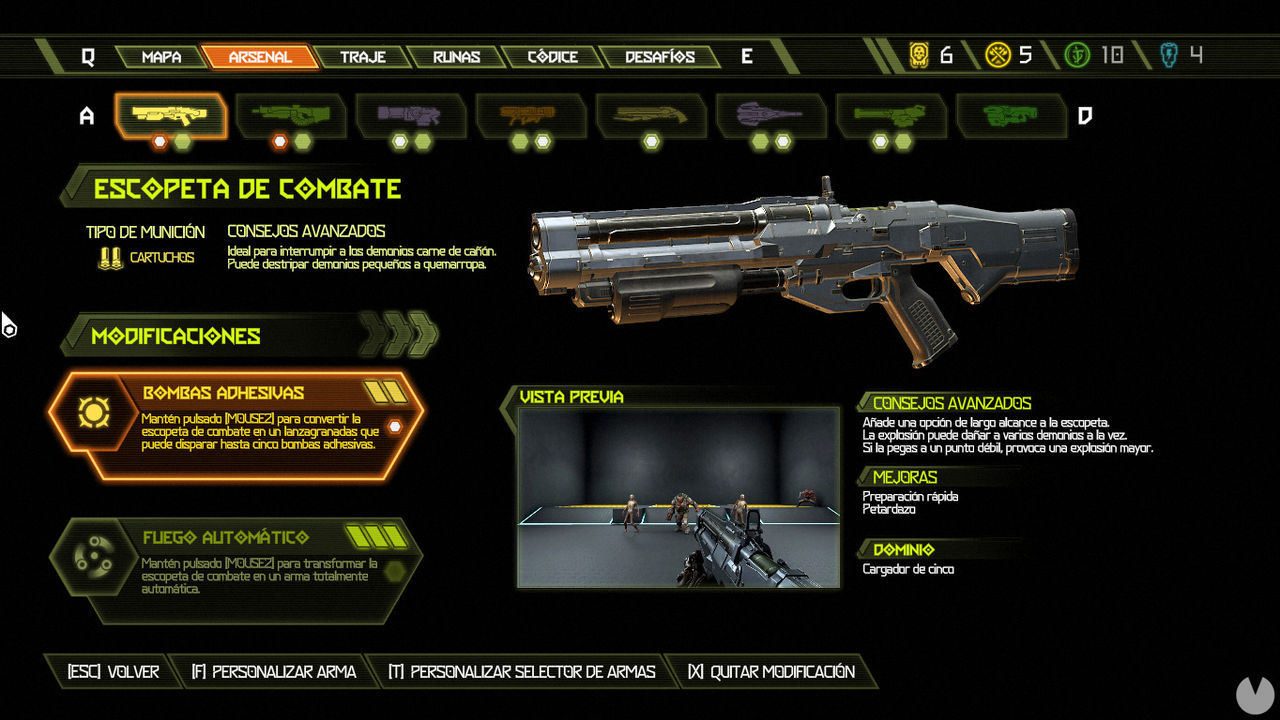 Q MAPA ARSENAL TRAJE RUNAS CÓDICE DESAFÍOS E 6 5 10 4
A D
ESCOPETA DE COMBATE
TIPO DE MUNICIÓN
CARTUCHOS
CONSEJOS AVANZADOS
Ideal para interrumpir a los demonios carne de cañón.
Puede destripar demonios pequeños a quemarropa.
MODIFICACIONES
BOMBAS ADHESIVAS
Mantén pulsado [MOUSE2] para convertir la
escopeta de combate en un lanzagranadas que
puede disparar hasta cinco bombas adhesivas.
FUEGO AUTOMÁTICO
Mantén pulsado [MOUSE2] para transformar la
escopeta de combate en un arma totalmente
automática.
VISTA PREVIA
CONSEJOS AVANZADOS
Añade una opción de largo alcance a la escopeta.
La explosión puede dañar a varios demonios a la vez.
Si la pegas a un punto débil, provoca una explosión mayor.
MEJORAS
Preparación rápida
Petardazo
DOMINIO
Cargador de cinco
[ESC] VOLVER [F] PERSONALIZAR ARMA [T] PERSONALIZAR SELECTOR DE ARMAS [X] QUITAR MODIFICACIÓN